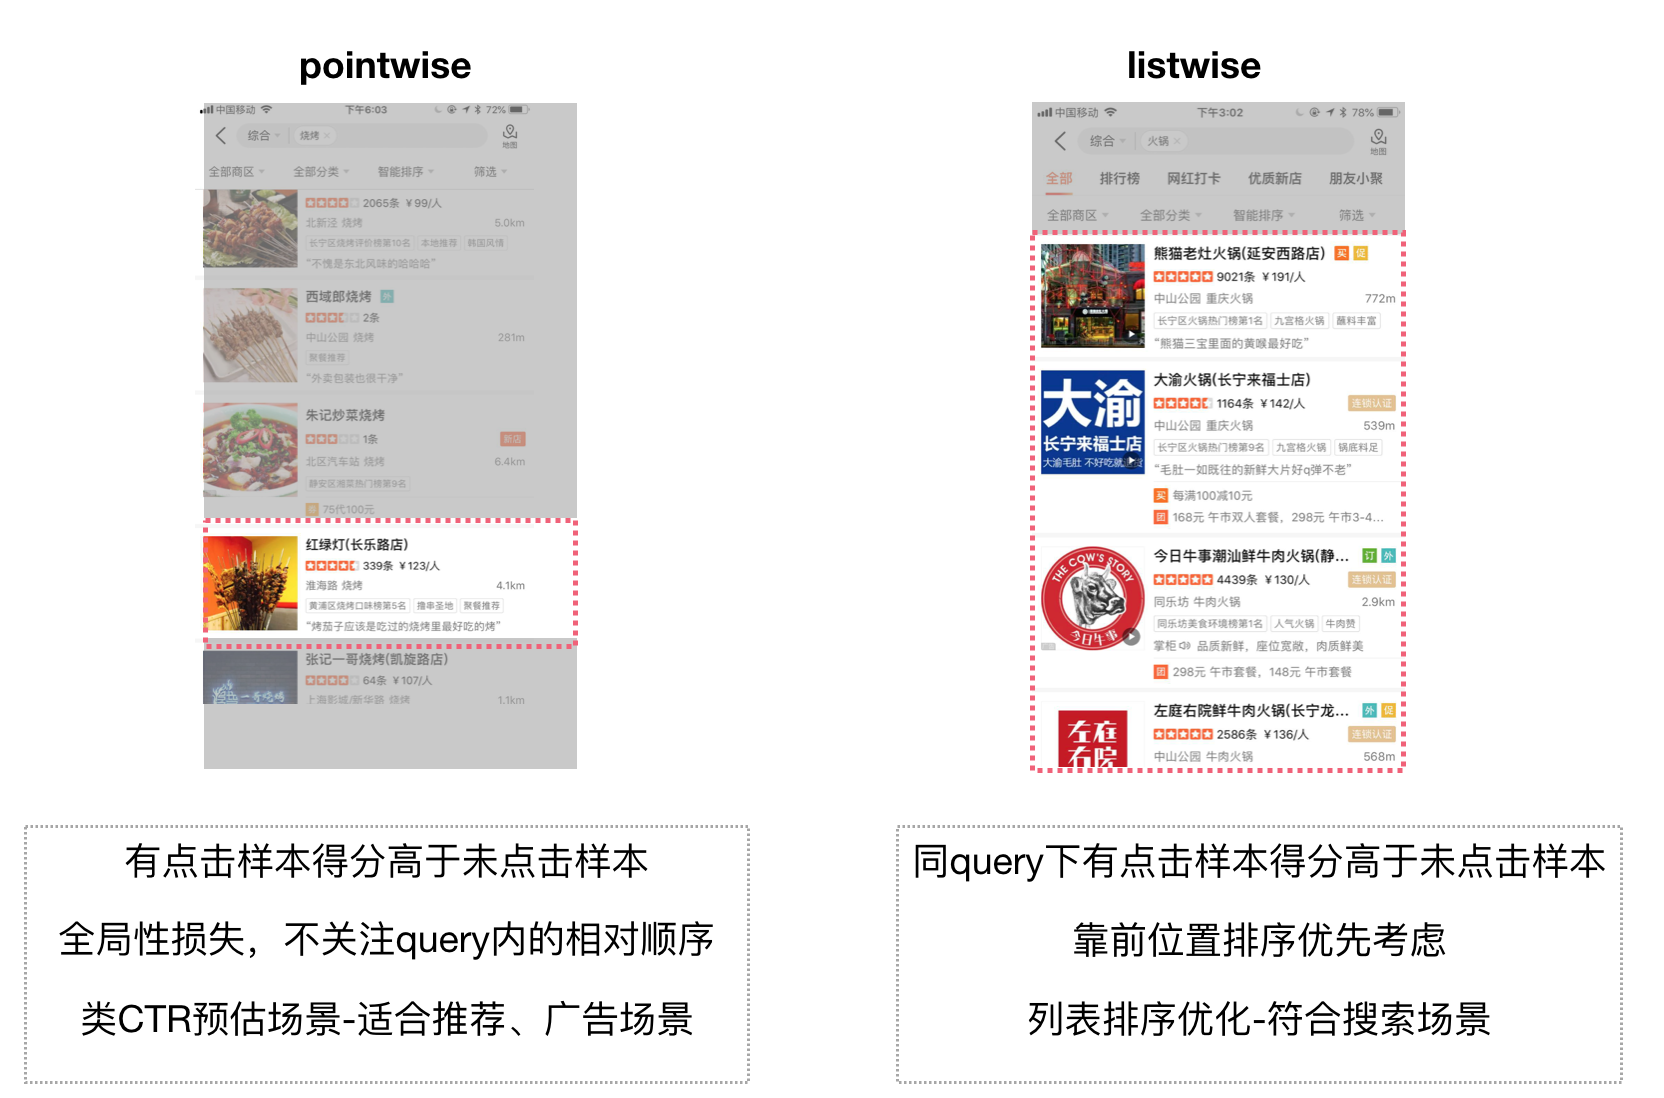 pointwise
中国移动 下午6:03 72%
综合 烧烤 × 地图
全部商区 全部分类 智能排序 筛选
2065条 ¥99/人
北新泾 烧烤 5.0km
长宁区烧烤评价榜第10名 本地推荐 韩国风情
“不愧是东北风味的哈哈哈”
西域郎烧烤 外
2条
中山公园 烧烤 281m
聚餐推荐
“外卖包装也很干净”
朱记炒菜烧烤
1条 新店
北区汽车站 烧烤 6.4km
静安区湘菜热门榜第9名
75代100元
红绿灯(长乐路店)
339条 ¥123/人
淮海路 烧烤 4.1km
黄浦区烧烤口味榜第5名 撸串圣地 聚餐推荐
“烤茄子应该是吃过的烧烤里最好吃的烤”
张记一哥烧烤(凯旋路店)
64条 ¥107/人
上海影城/新华路 烧烤 1.1km
有点击样本得分高于未点击样本
全局性损失，不关注query内的相对顺序
类CTR预估场景-适合推荐、广告场景
listwise
中国移动 下午3:02 78%
综合 火锅 × 地图
全部 排行榜 网红打卡 优质新店 朋友小聚
全部商区 全部分类 智能排序 筛选
熊猫老灶火锅(延安西路店) 买 促
9021条 ¥191/人
中山公园 重庆火锅 772m
长宁区火锅热门榜第1名 九宫格火锅 蘸料丰富
“熊猫三宝里面的黄喉最好吃”
大渝
长宁来福士店
大渝火锅(长宁来福士店)
1164条 ¥142/人 连锁认证
中山公园 重庆火锅 539m
长宁区火锅热门榜第9名 九宫格火锅 锅底料足
“毛肚一如既往的新鲜大片好q弹不老”
买 每满100减10元
团 168元 午市双人套餐，298元 午市3-4...
THE COW'S STORY
今日牛事
今日牛事潮汕鲜牛肉火锅(静... 订 外
4439条 ¥130/人 连锁认证
同乐坊 牛肉火锅 2.9km
同乐坊美食环境榜第1名 人气火锅 牛肉赞
掌柜 品质新鲜，座位宽敞，肉质鲜美
团 298元 午市套餐，148元 午市套餐
左庭
右院
左庭右院鲜牛肉火锅(长宁龙... 外 促
2586条 ¥136/人 连锁认证
中山公园 牛肉火锅 568m
同query下有点击样本得分高于未点击样本
靠前位置排序优先考虑
列表排序优化-符合搜索场景